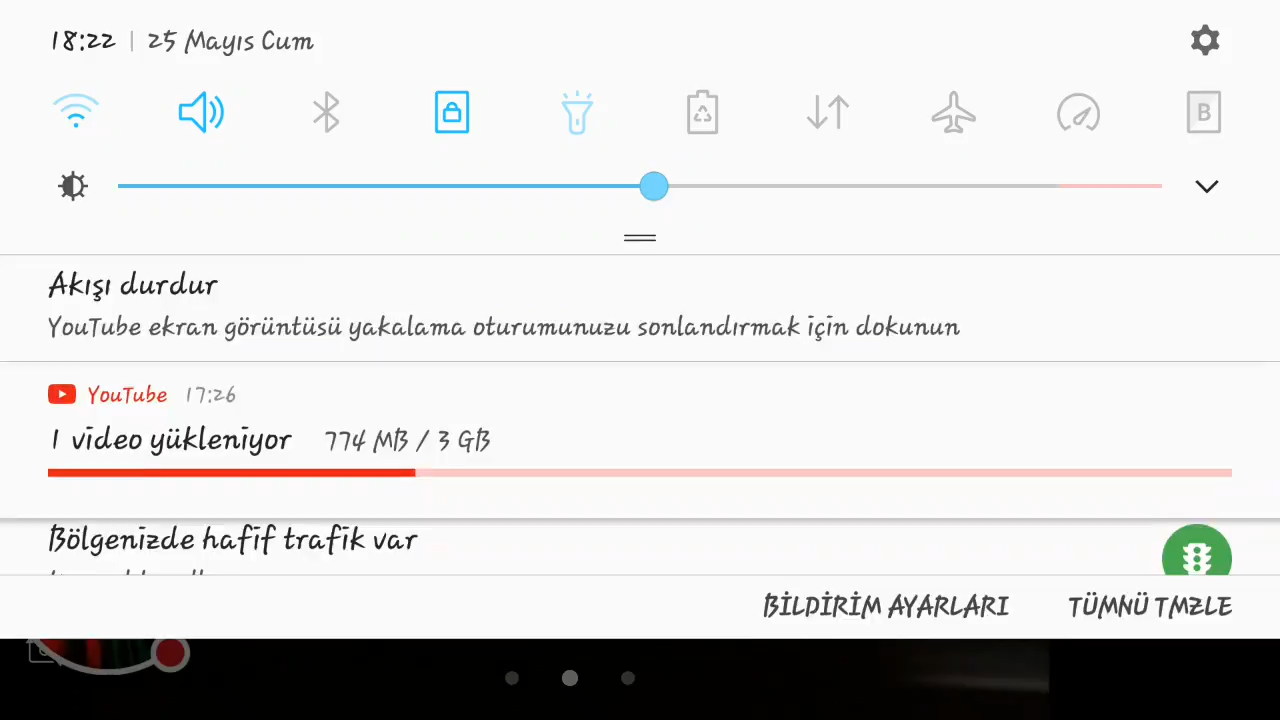 18:22 | 25 Mayıs Cum
B
Akışı durdur
YouTube ekran görüntüsü yakalama oturumunuzu sonlandırmak için dokunun
YouTube 17:26
1 video yükleniyor 774 MB / 3 GB
Bölgenizde hafif trafik var
BİLDİRİM AYARLARI TÜMNÜ TMZLE